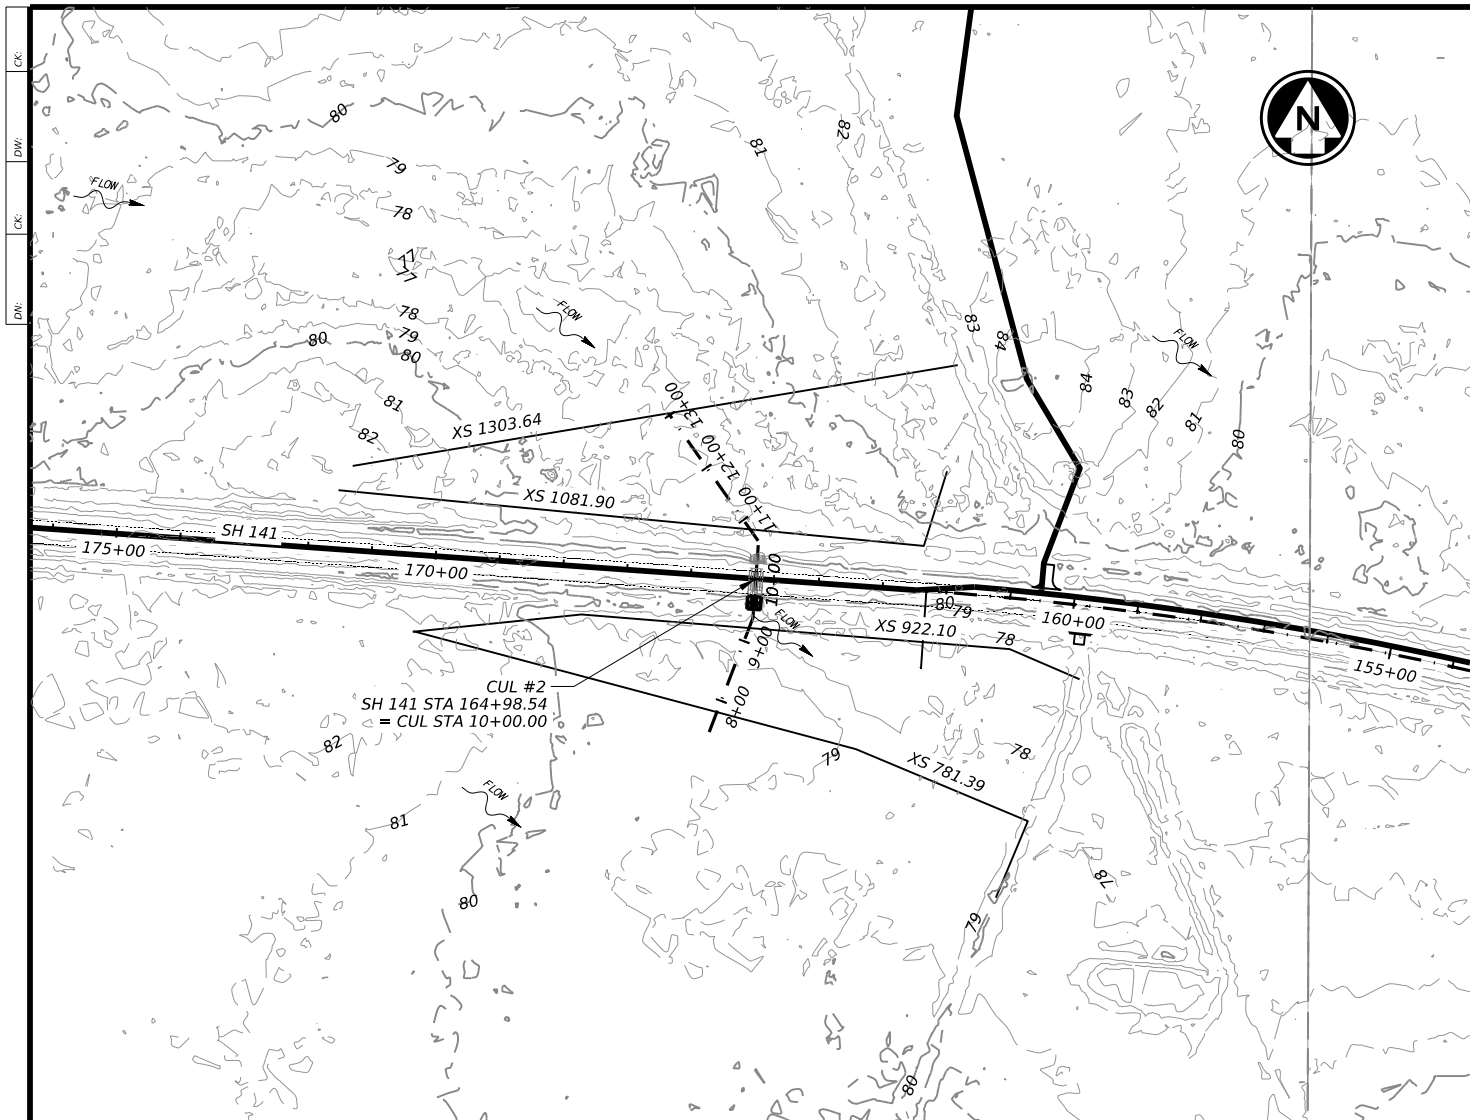 CK:
DW:
CK:
DN:
N
80
79
78
77
77
78
79
80
80
81
82
81
82
83
84
84
83
82
81
80
FLOW
FLOW
FLOW
XS 1303.64
XS 1081.90
13+00
12+00
11+00
10+00
9+00
8+00
SH 141
175+00
170+00
160+00
155+00
80
79
78
XS 922.10
FLOW
CUL #2
SH 141 STA 164+98.54
= CUL STA 10+00.00
82
81
80
FLOW
79
78
XS 781.39
78
79
80